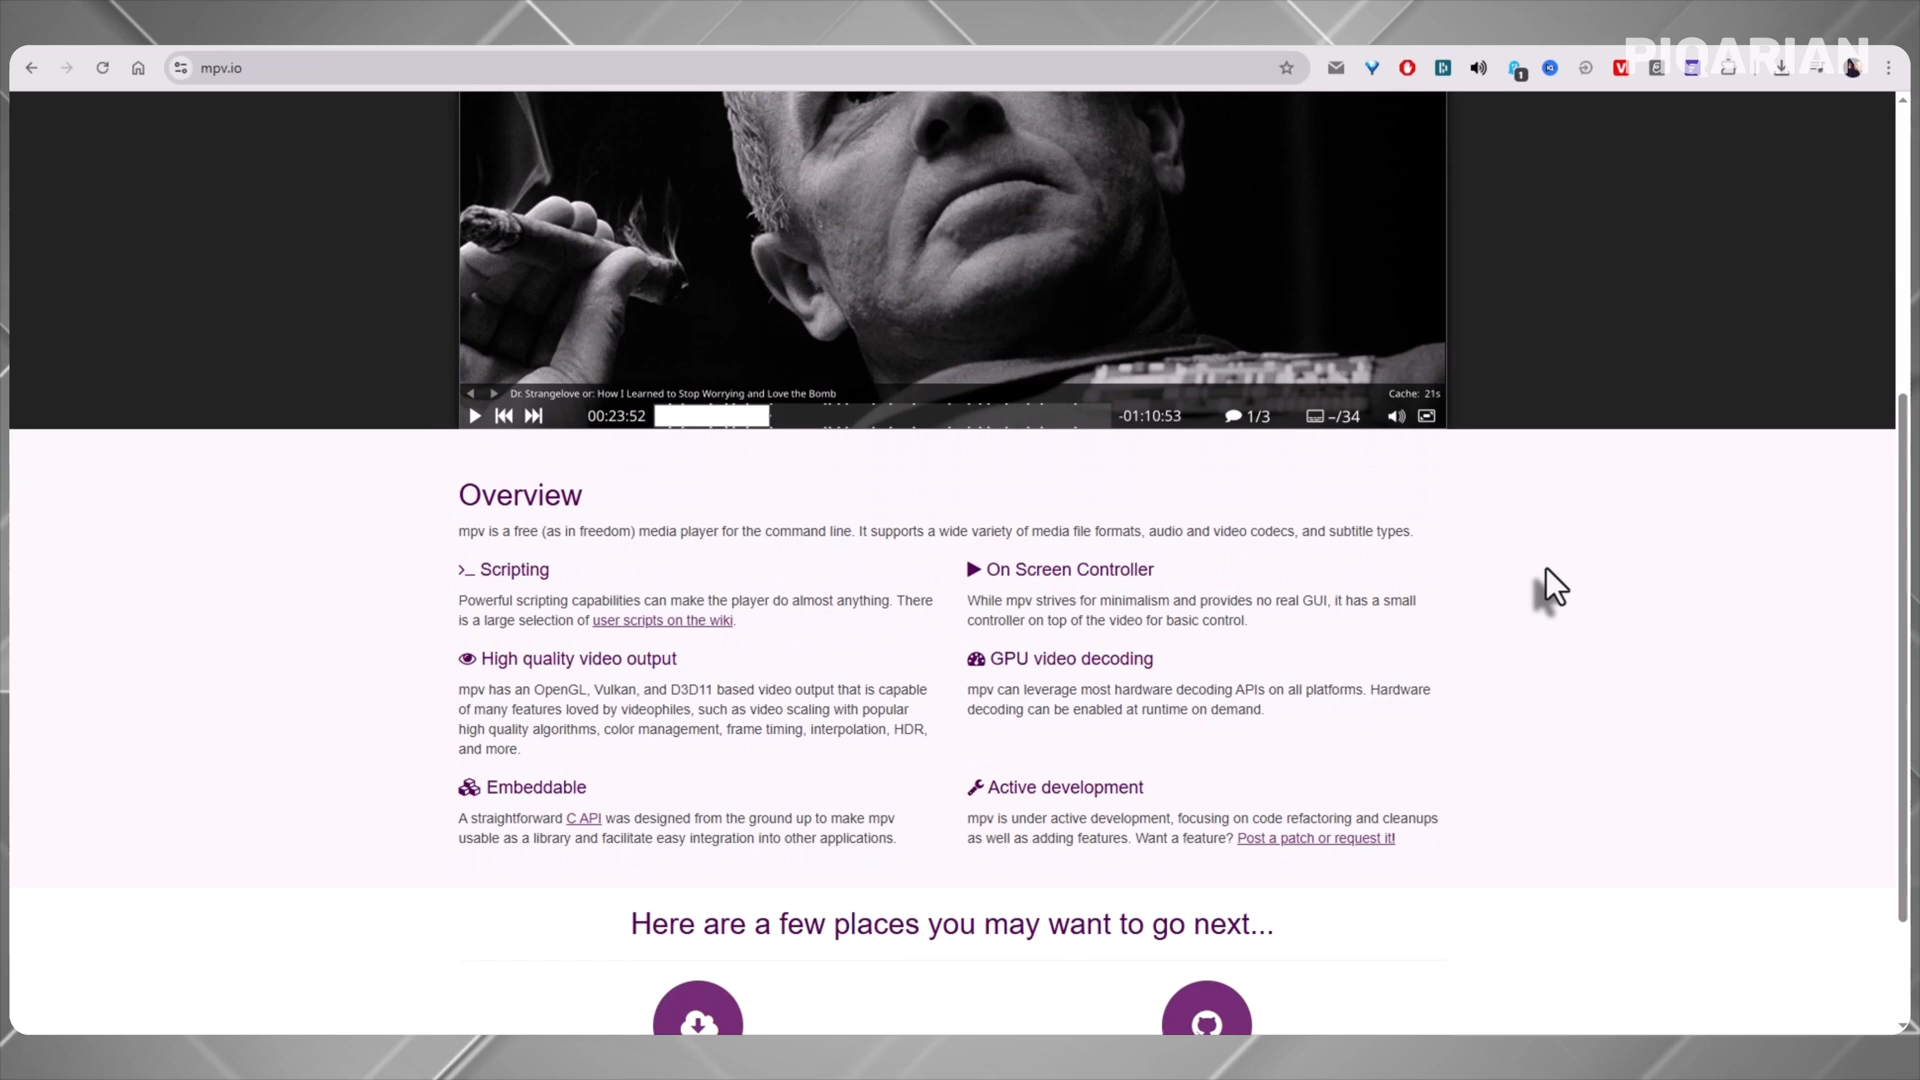 PIQARIAN
mpv.io
1
Dr. Strangelove or: How I Learned to Stop Worrying and Love the Bomb
Cache: 21s
00:23:52
-01:10:53
1/3
–/34
Overview
mpv is a free (as in freedom) media player for the command line. It supports a wide variety of media file formats, audio and video codecs, and subtitle types.
>_ Scripting
Powerful scripting capabilities can make the player do almost anything. There
is a large selection of user scripts on the wiki.
On Screen Controller
While mpv strives for minimalism and provides no real GUI, it has a small
controller on top of the video for basic control.
High quality video output
mpv has an OpenGL, Vulkan, and D3D11 based video output that is capable
of many features loved by videophiles, such as video scaling with popular
high quality algorithms, color management, frame timing, interpolation, HDR,
and more.
GPU video decoding
mpv can leverage most hardware decoding APIs on all platforms. Hardware
decoding can be enabled at runtime on demand.
Embeddable
A straightforward C API was designed from the ground up to make mpv
usable as a library and facilitate easy integration into other applications.
Active development
mpv is under active development, focusing on code refactoring and cleanups
as well as adding features. Want a feature? Post a patch or request it!
Here are a few places you may want to go next...